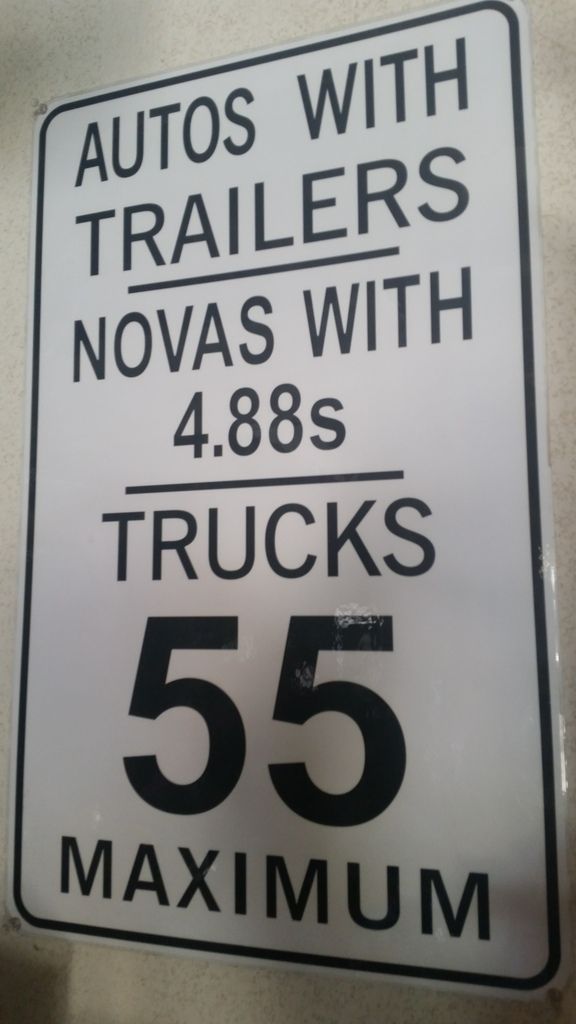 AUTOS WITH
TRAILERS
NOVAS WITH
4.88s
TRUCKS
55
MAXIMUM